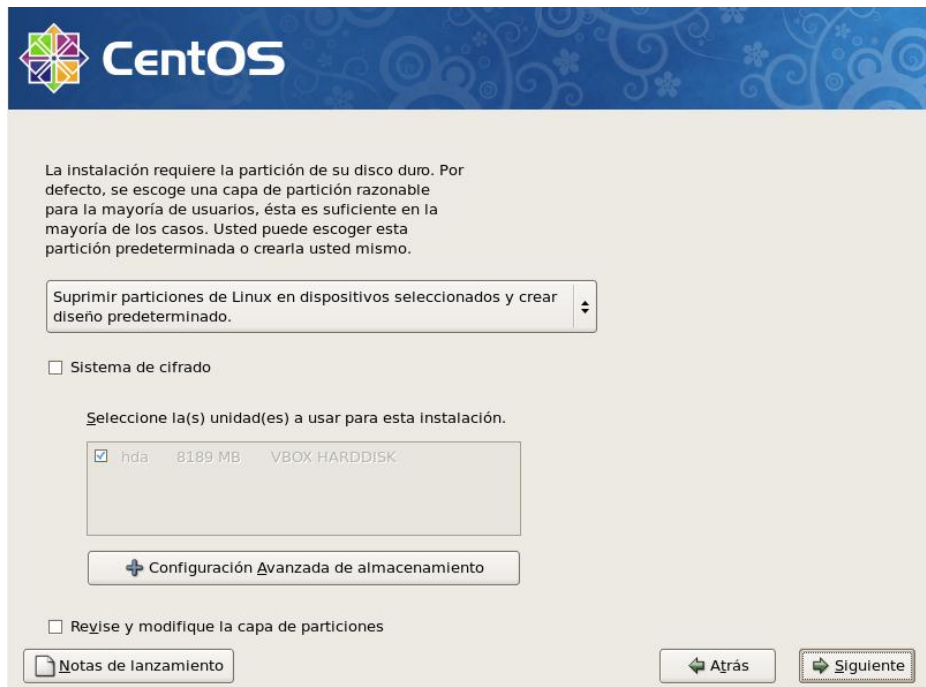 CentOS
La instalación requiere la partición de su disco duro. Por
defecto, se escoge una capa de partición razonable
para la mayoría de usuarios, ésta es suficiente en la
mayoría de los casos. Usted puede escoger esta
partición predeterminada o crearla usted mismo.
Suprimir particiones de Linux en dispositivos seleccionados y crear
diseño predeterminado.
Sistema de cifrado
Seleccione la(s) unidad(es) a usar para esta instalación.
hda 8189 MB VBOX HARDDISK
Configuración Avanzada de almacenamiento
Revise y modifique la capa de particiones
Notas de lanzamiento Atrás Siguiente